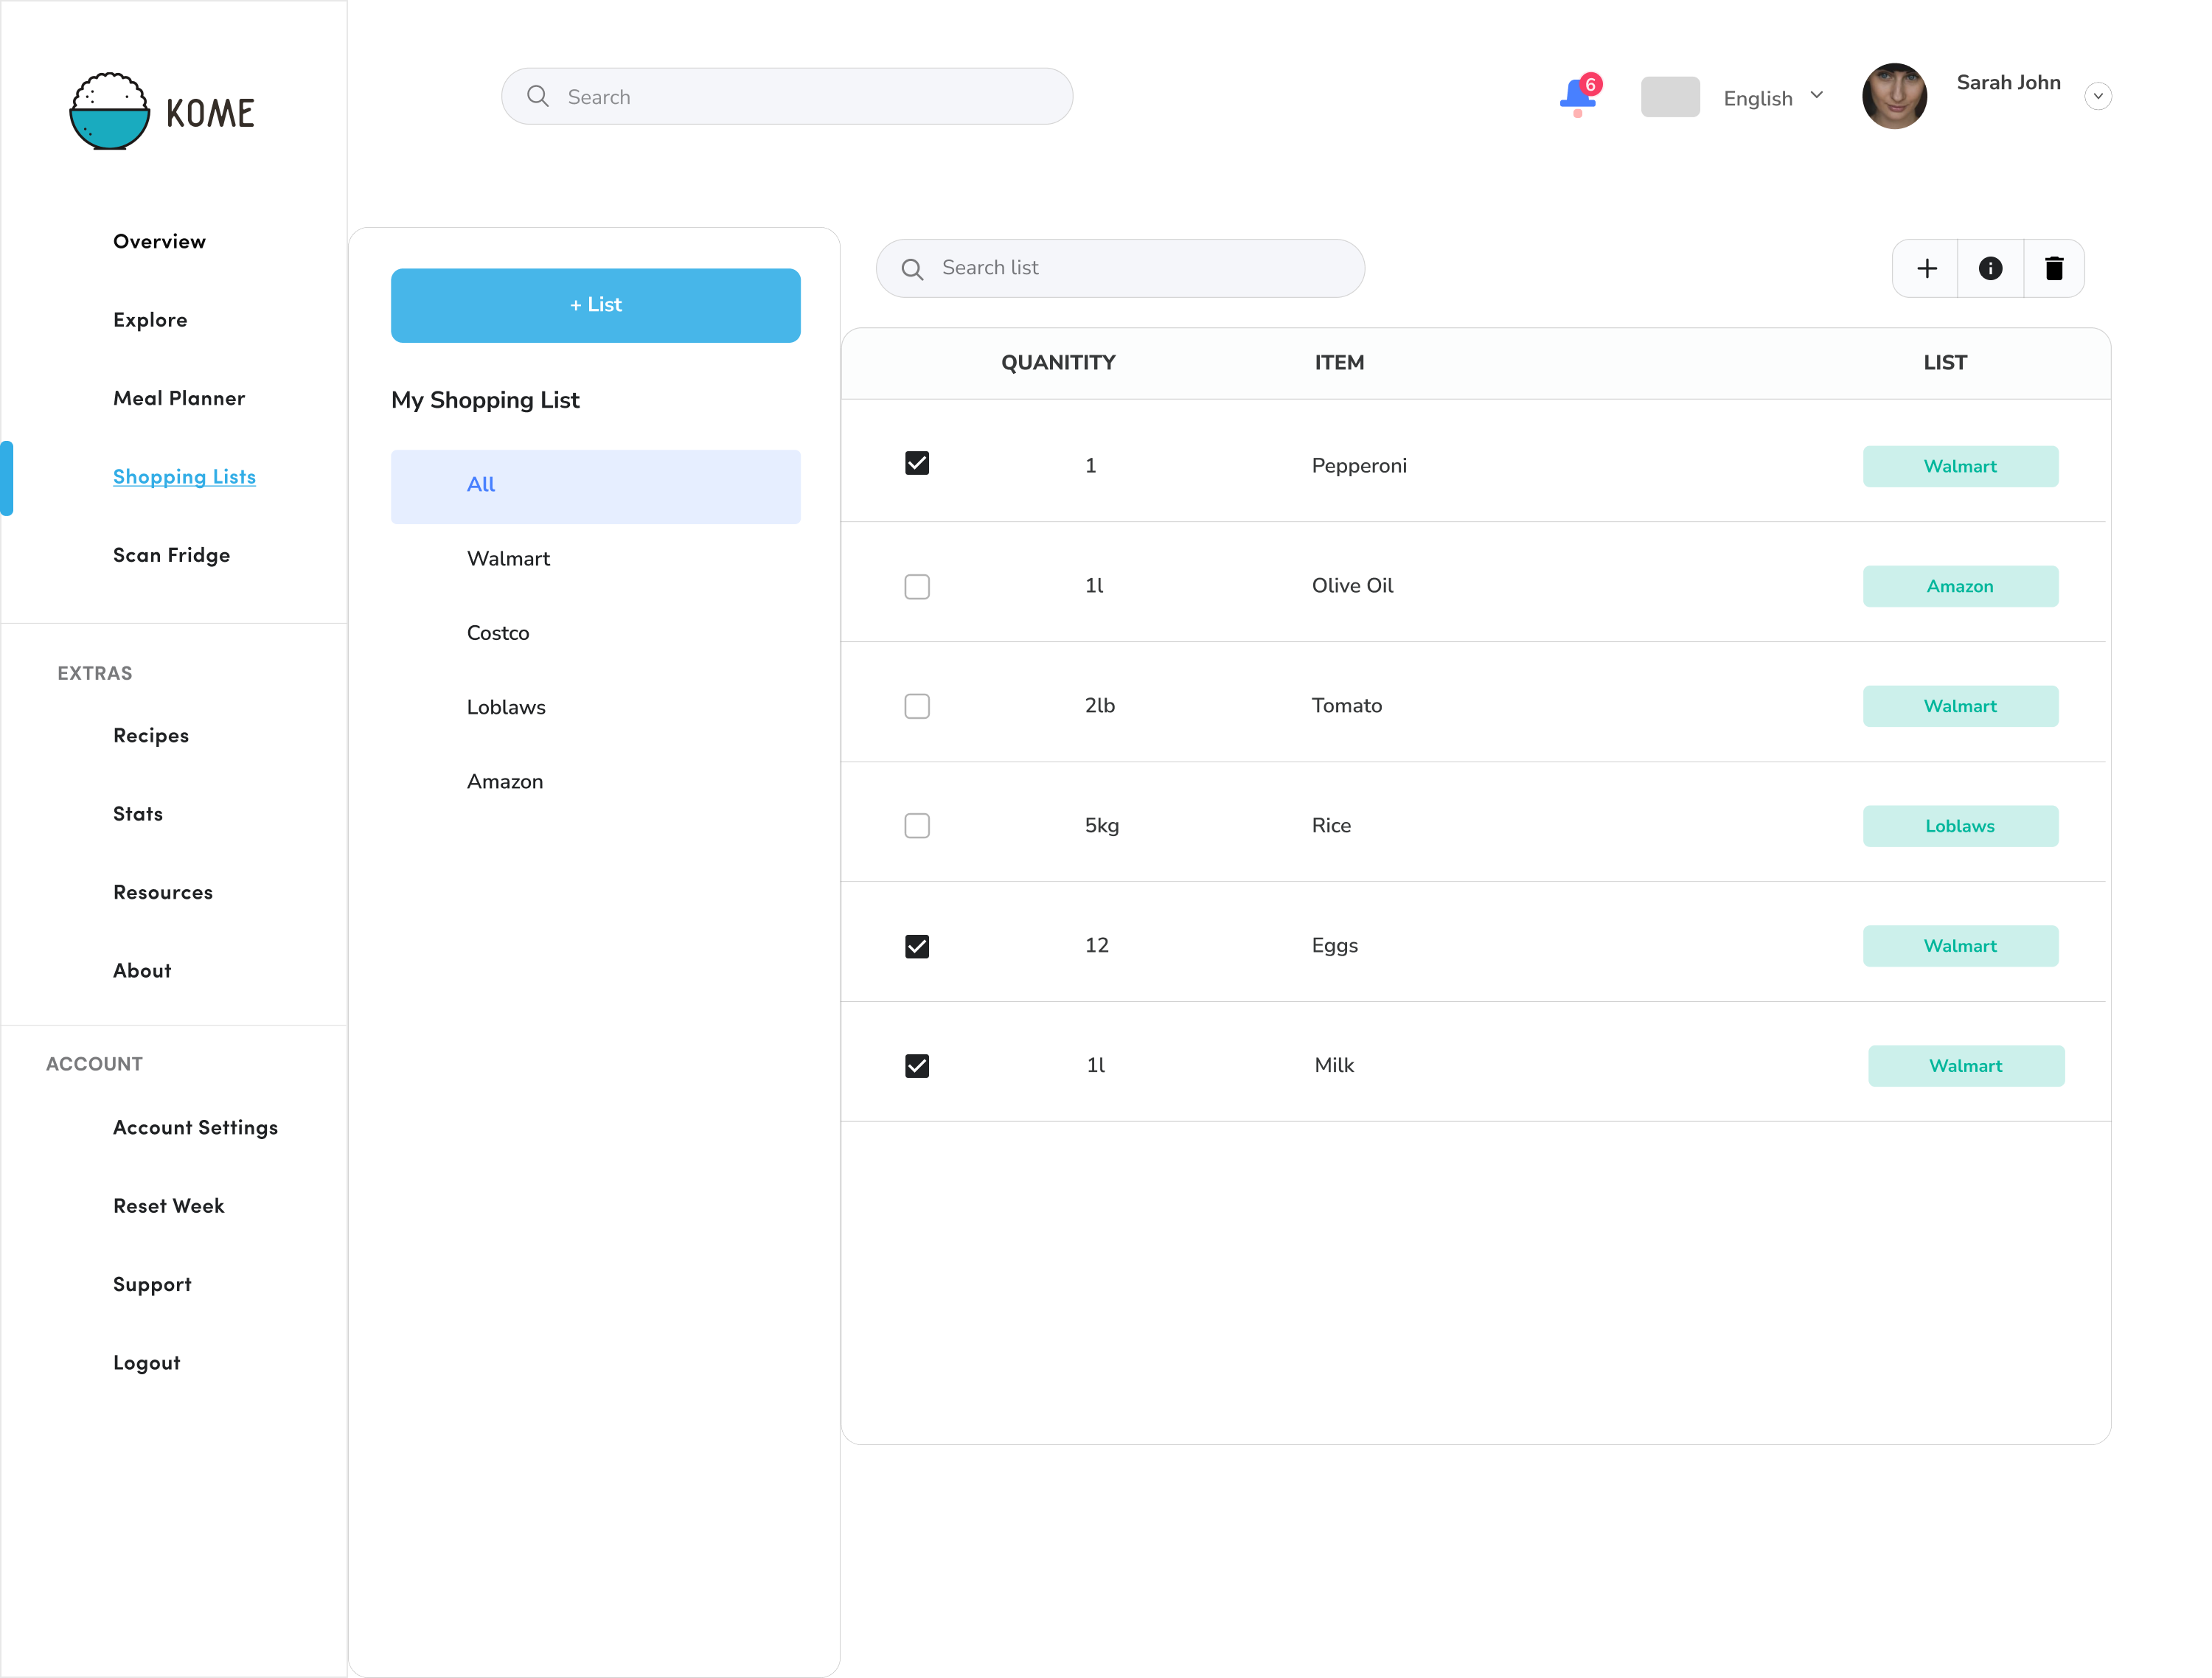 KOME
Search
6
English
Sarah John
Overview
Explore
Meal Planner
Shopping Lists
Scan Fridge
EXTRAS
Recipes
Stats
Resources
About
ACCOUNT
Account Settings
Reset Week
Support
Logout
+ List
My Shopping List
All
Walmart
Costco
Loblaws
Amazon
Search list
QUANITITY ITEM LIST
1 Pepperoni Walmart
1l Olive Oil Amazon
2lb Tomato Walmart
5kg Rice Loblaws
12 Eggs Walmart
1l Milk Walmart